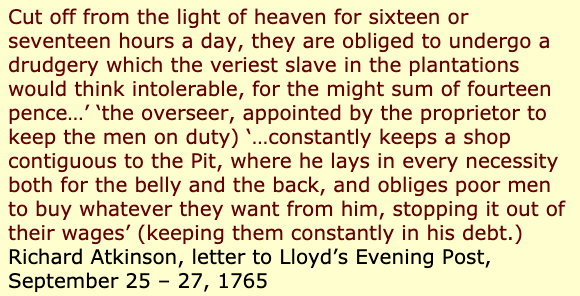 Cut off from the light of heaven for sixteen or
seventeen hours a day, they are obliged to undergo a
drudgery which the veriest slave in the plantations
would think intolerable, for the might sum of fourteen
pence…’ ‘the overseer, appointed by the proprietor to
keep the men on duty) ‘…constantly keeps a shop
contiguous to the Pit, where he lays in every necessity
both for the belly and the back, and obliges poor men
to buy whatever they want from him, stopping it out of
their wages’ (keeping them constantly in his debt.)
Richard Atkinson, letter to Lloyd’s Evening Post,
September 25 – 27, 1765